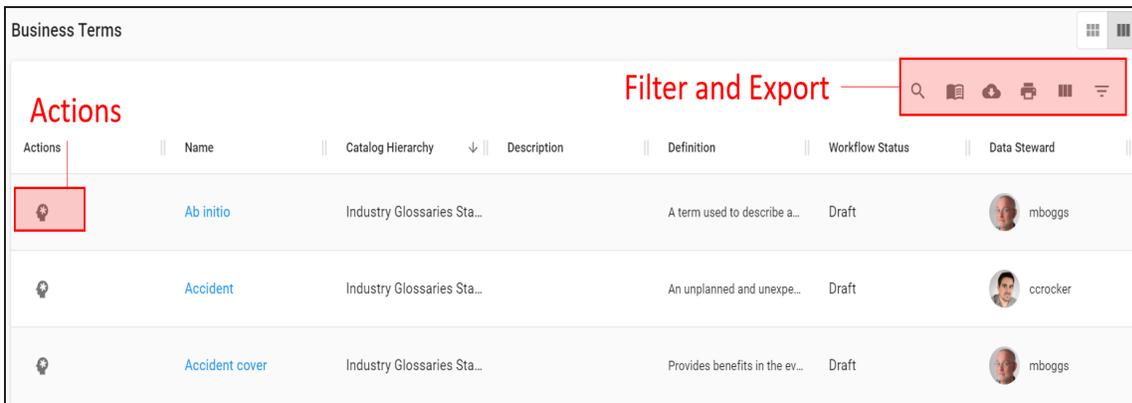 Business Terms
Filter and Export
Actions
Actions Name Catalog Hierarchy Description Definition Workflow Status Data Steward
Ab initio Industry Glossaries Sta... A term used to describe a... Draft mboggs
Accident Industry Glossaries Sta... An unplanned and unexpe... Draft ccrocker
Accident cover Industry Glossaries Sta... Provides benefits in the ev... Draft mboggs